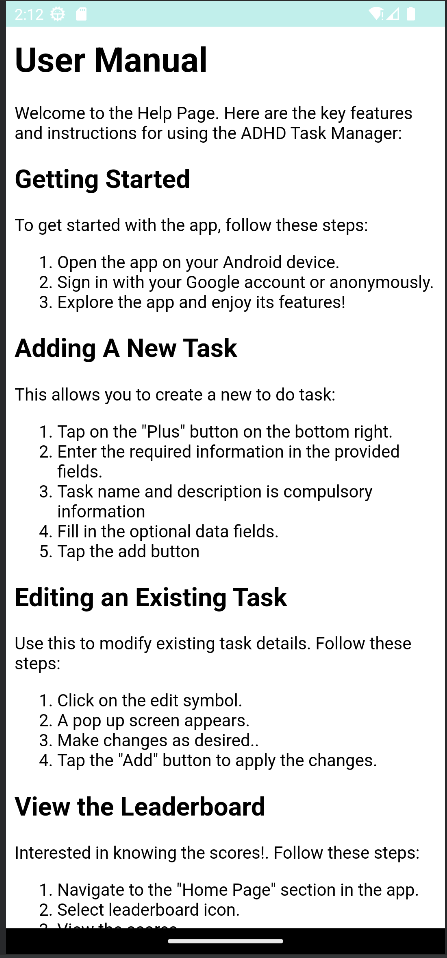 2:12
User Manual
Welcome to the Help Page. Here are the key features
and instructions for using the ADHD Task Manager:
Getting Started
To get started with the app, follow these steps:
1. Open the app on your Android device.
2. Sign in with your Google account or anonymously.
3. Explore the app and enjoy its features!
Adding A New Task
This allows you to create a new to do task:
1. Tap on the "Plus" button on the bottom right.
2. Enter the required information in the provided
fields.
3. Task name and description is compulsory
information
4. Fill in the optional data fields.
5. Tap the add button
Editing an Existing Task
Use this to modify existing task details. Follow these
steps:
1. Click on the edit symbol.
2. A pop up screen appears.
3. Make changes as desired..
4. Tap the "Add" button to apply the changes.
View the Leaderboard
Interested in knowing the scores!. Follow these steps:
1. Navigate to the "Home Page" section in the app.
2. Select leaderboard icon.
3. View the scores